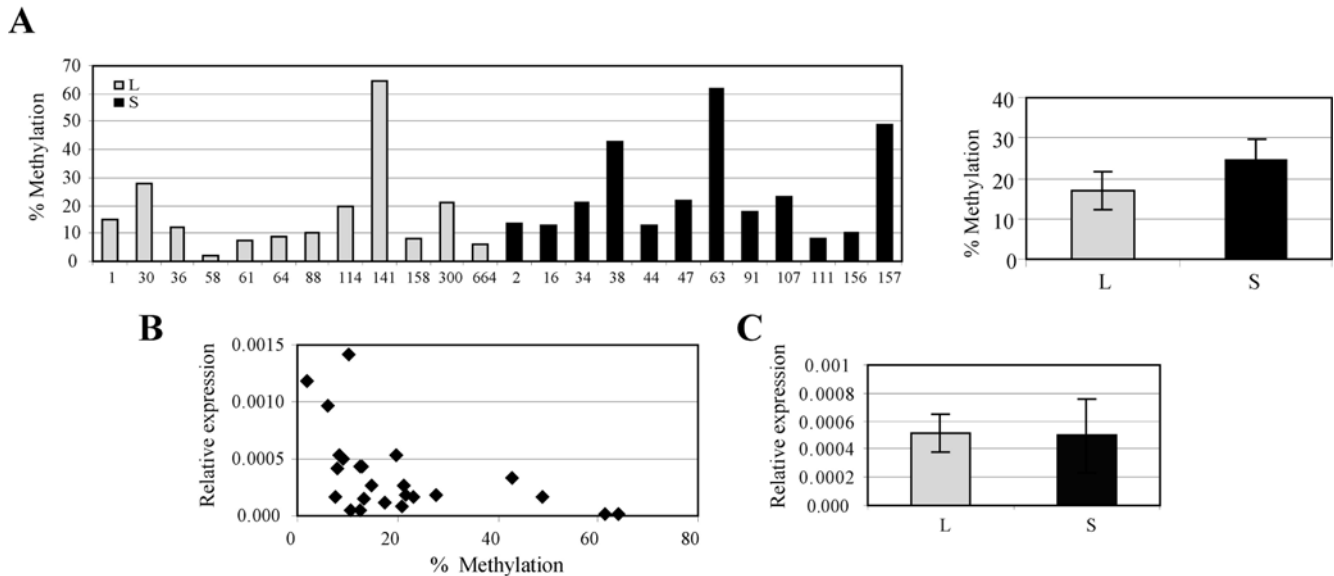 A
% Methylation
70
60
50
40
30
20
10
0
L
S
1 30 36 58 61 64 88 114 141 158 300 664 2 16 34 38 44 47 63 91 107 111 156 157
% Methylation
40
30
20
10
0
L S
B
Relative expression
0.0015
0.0010
0.0005
0.000
0 20 40 60 80
% Methylation
C
Relative expression
0.001
0.0008
0.0006
0.0004
0.0002
0.000
L S